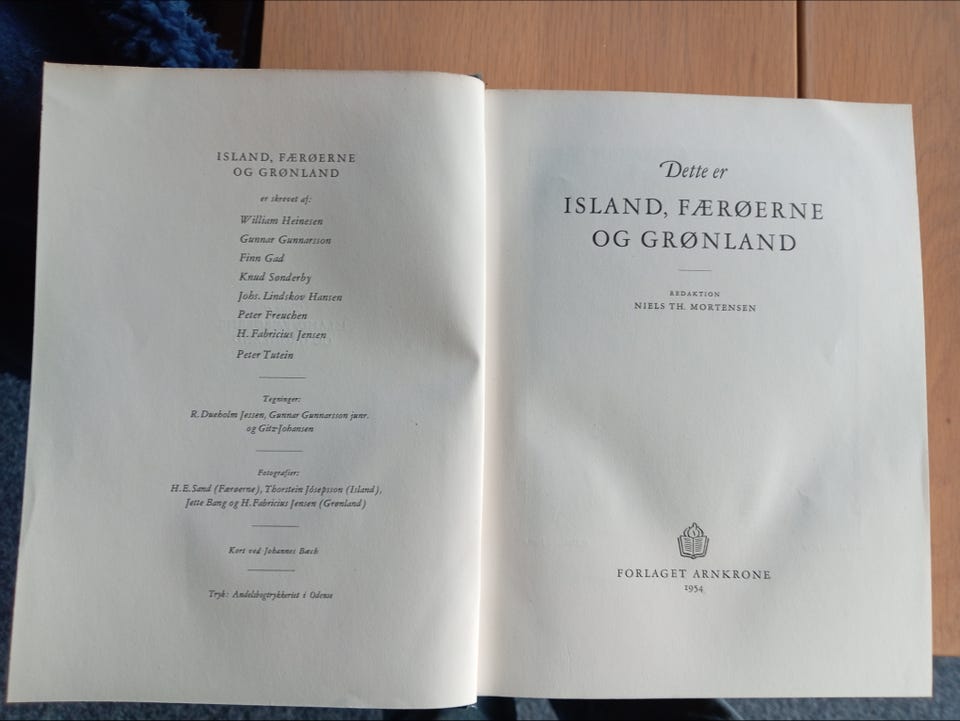 ISLAND, FÆRØERNE
OG GRØNLAND
er skrevet af:
William Heinesen
Gunnar Gunnarsson
Finn Gad
Knud Sønderby
Johs. Lindskov Hansen
Peter Freuchen
H. Fabricius Jensen
Peter Tutein
Tegninger:
R. Dueholm Jessen, Gunnar Gunnarsson junr.
og Gitz-Johansen
Fotografier:
H. E. Sand (Færøerne), Thorstein Jósepsson (Island),
Jette Bang og H. Fabricius Jensen (Grønland)
Kort ved Johannes Bæch
Tryk: Andelsbogtrykkeriet i Odense
Dette er
ISLAND, FÆRØERNE
OG GRØNLAND
REDAKTION
NIELS TH. MORTENSEN
FORLAGET ARNKRONE
1954